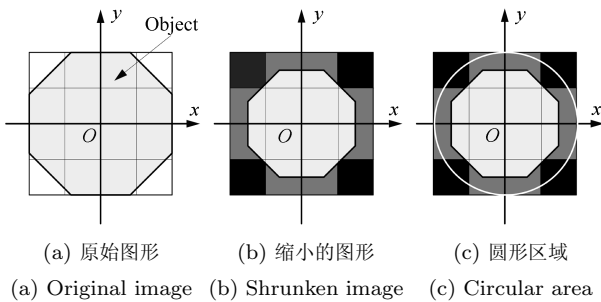 y y y
Object
x x x
O O O
(a) 原始图形 (b) 缩小的图形 (c) 圆形区域
(a) Original image (b) Shrunken image (c) Circular area